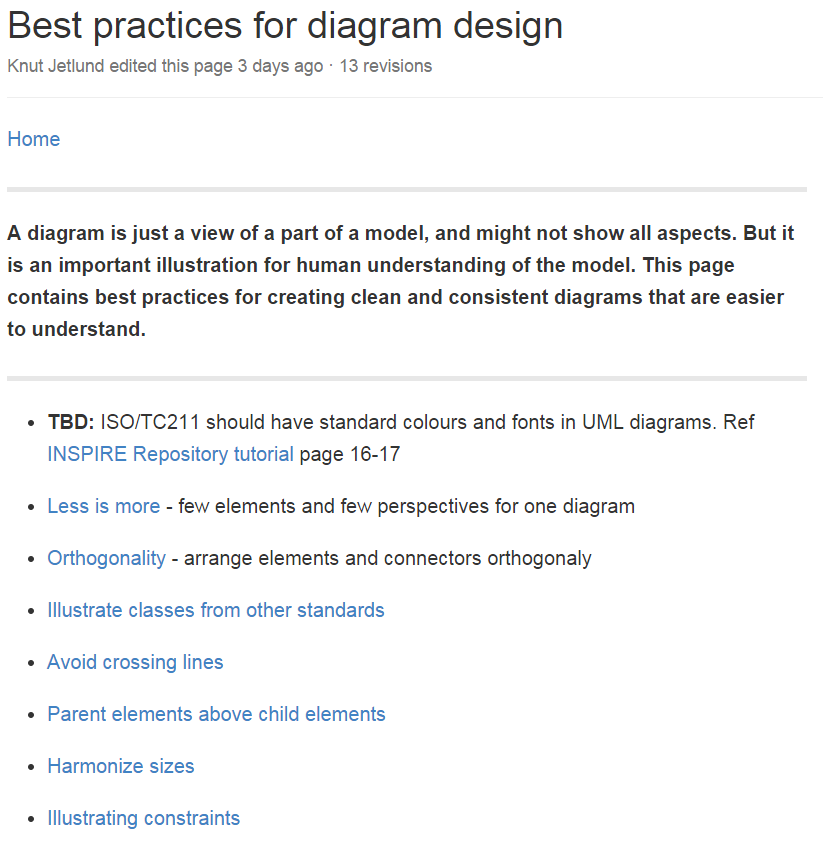 Best practices for diagram design
Knut Jetlund edited this page 3 days ago · 13 revisions
Home
A diagram is just a view of a part of a model, and might not show all aspects. But it
is an important illustration for human understanding of the model. This page
contains best practices for creating clean and consistent diagrams that are easier
to understand.
• TBD: ISO/TC211 should have standard colours and fonts in UML diagrams. Ref
INSPIRE Repository tutorial page 16-17
• Less is more - few elements and few perspectives for one diagram
• Orthogonality - arrange elements and connectors orthogonaly
• Illustrate classes from other standards
• Avoid crossing lines
• Parent elements above child elements
• Harmonize sizes
• Illustrating constraints